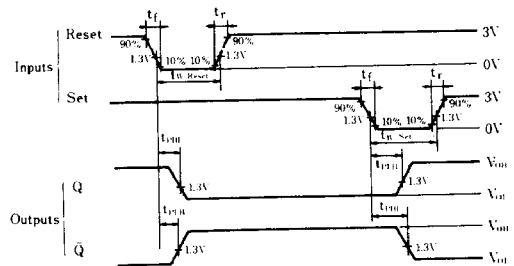 Reset
tf
tr
90%
90%
3V
1.3V
10%
10%
1.3V
0V
tW Reset
Inputs
Set
tf
tr
90%
90%
3V
1.3V
10%
10%
1.3V
0V
tW Set
tPHL
tPLH
Q
1.3V
1.3V
VOH
VOL
Outputs
tPLH
tPHL
Q̄
1.3V
1.3V
VOH
VOL